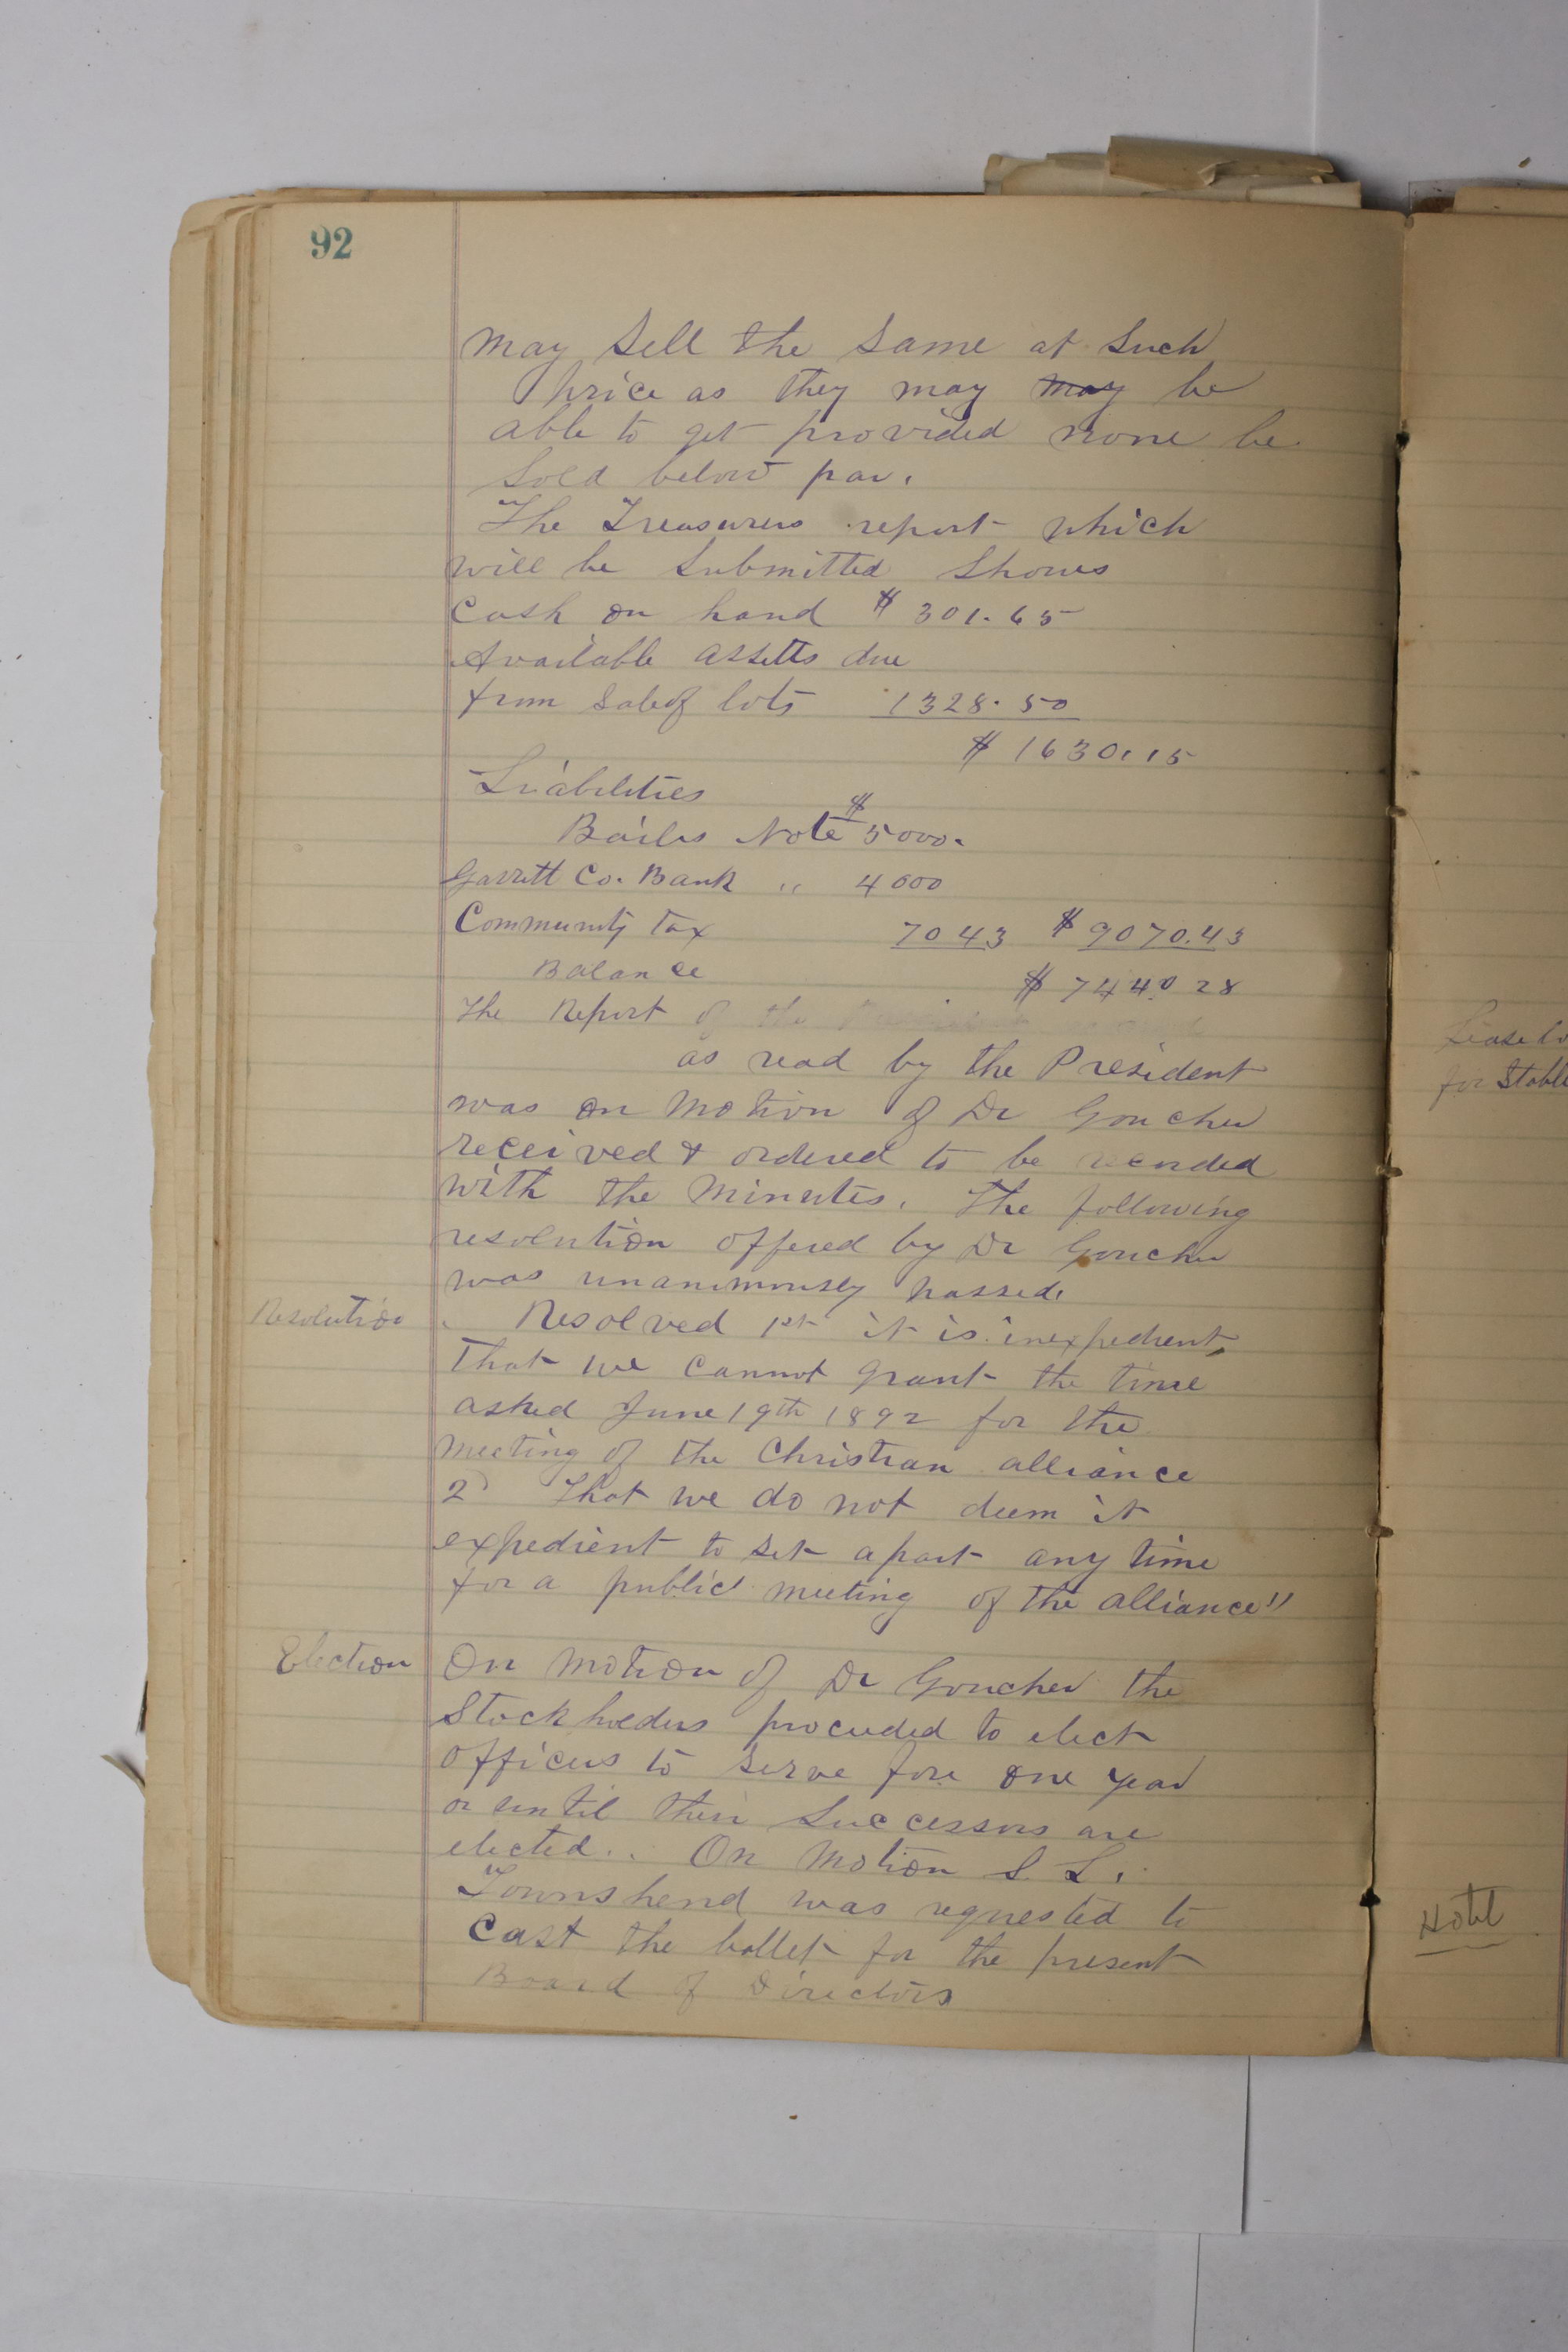 92
may sell the same at such
price as they may may be
able to get provided none be
sold below par.
The Treasurers report which
will be submitted shows
Cash on hand $ 301.65
Available assetts due
from sale of lots 1328.50
$ 1630.15
Liabilities
Bailes Note $ 5000.
Garrett Co. Bank " 4000
Community tax 7043 $ 9070.43
Balance $ 7440 28
The Report of the
as read by the President
was on motion of Dr Goucher
received & ordered to be recorded
with the minutes. The following
resolution offered by Dr Goucher
was unanimously passed.
Resolution Resolved 1st it is inexpedient,
that we cannot grant the time
asked June 19th 1892 for the
meeting of the Christian alliance
2) That we do not deem it
expedient to set apart any time
for a public meeting of the alliance"
Election On motion of Dr Goucher the
Stockholders proceeded to elect
officers to serve fore one year
or until their Successors are
elected.. On motion S. L.
Townshend was requested to
cast the ballet for the present
Board of Directors
Lease lo
for Stable
Hotel